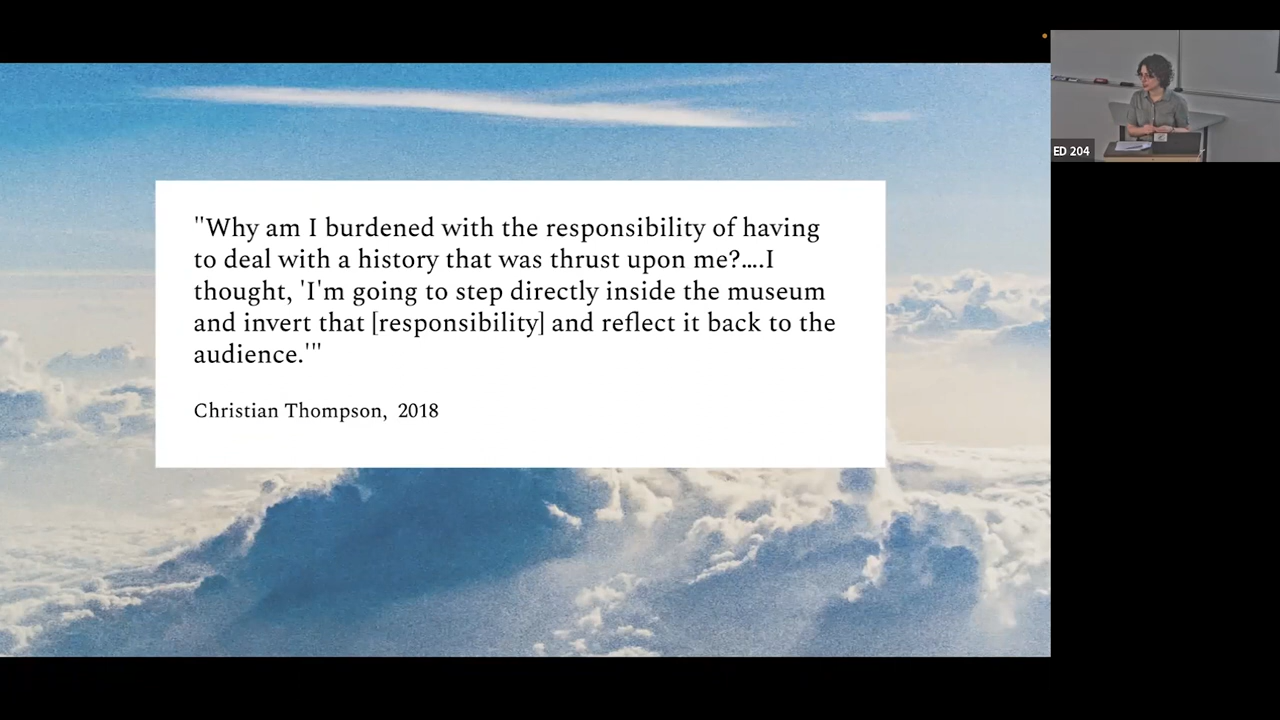 "Why am I burdened with the responsibility of having
to deal with a history that was thrust upon me?....I
thought, 'I'm going to step directly inside the museum
and invert that [responsibility] and reflect it back to the
audience.'"
Christian Thompson, 2018
ED 204